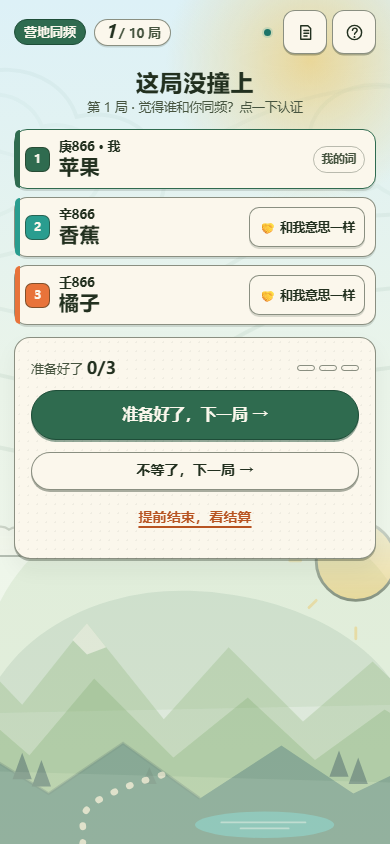 营地同频
1 / 10 局
这局没撞上
第 1 局 · 觉得谁和你同频？点一下认证
1
庚866 · 我
苹果
我的词
2
辛866
香蕉
🤝 和我意思一样
3
壬866
橘子
🤝 和我意思一样
准备好了 0/3
准备好了，下一局 →
不等了，下一局 →
提前结束，看结算